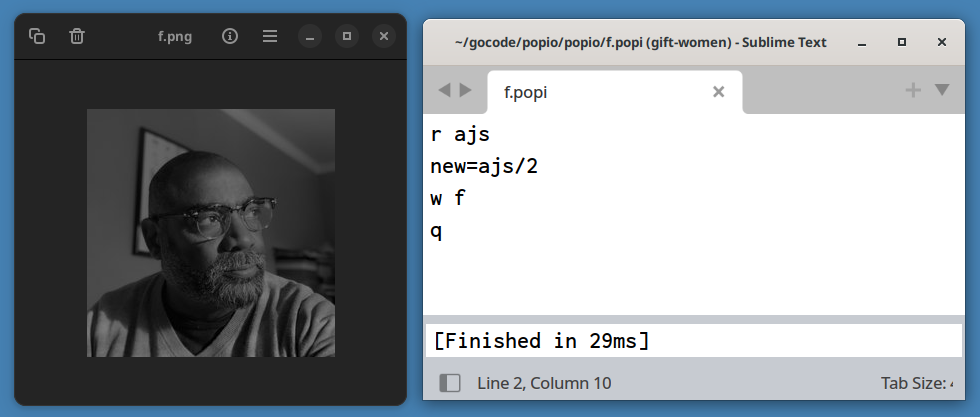 f.png
~/gocode/popio/popio/f.popi (gift-women) - Sublime Text
f.popi
r ajs
new=ajs/2
w f
q
[Finished in 29ms]
Line 2, Column 10
Tab Size: